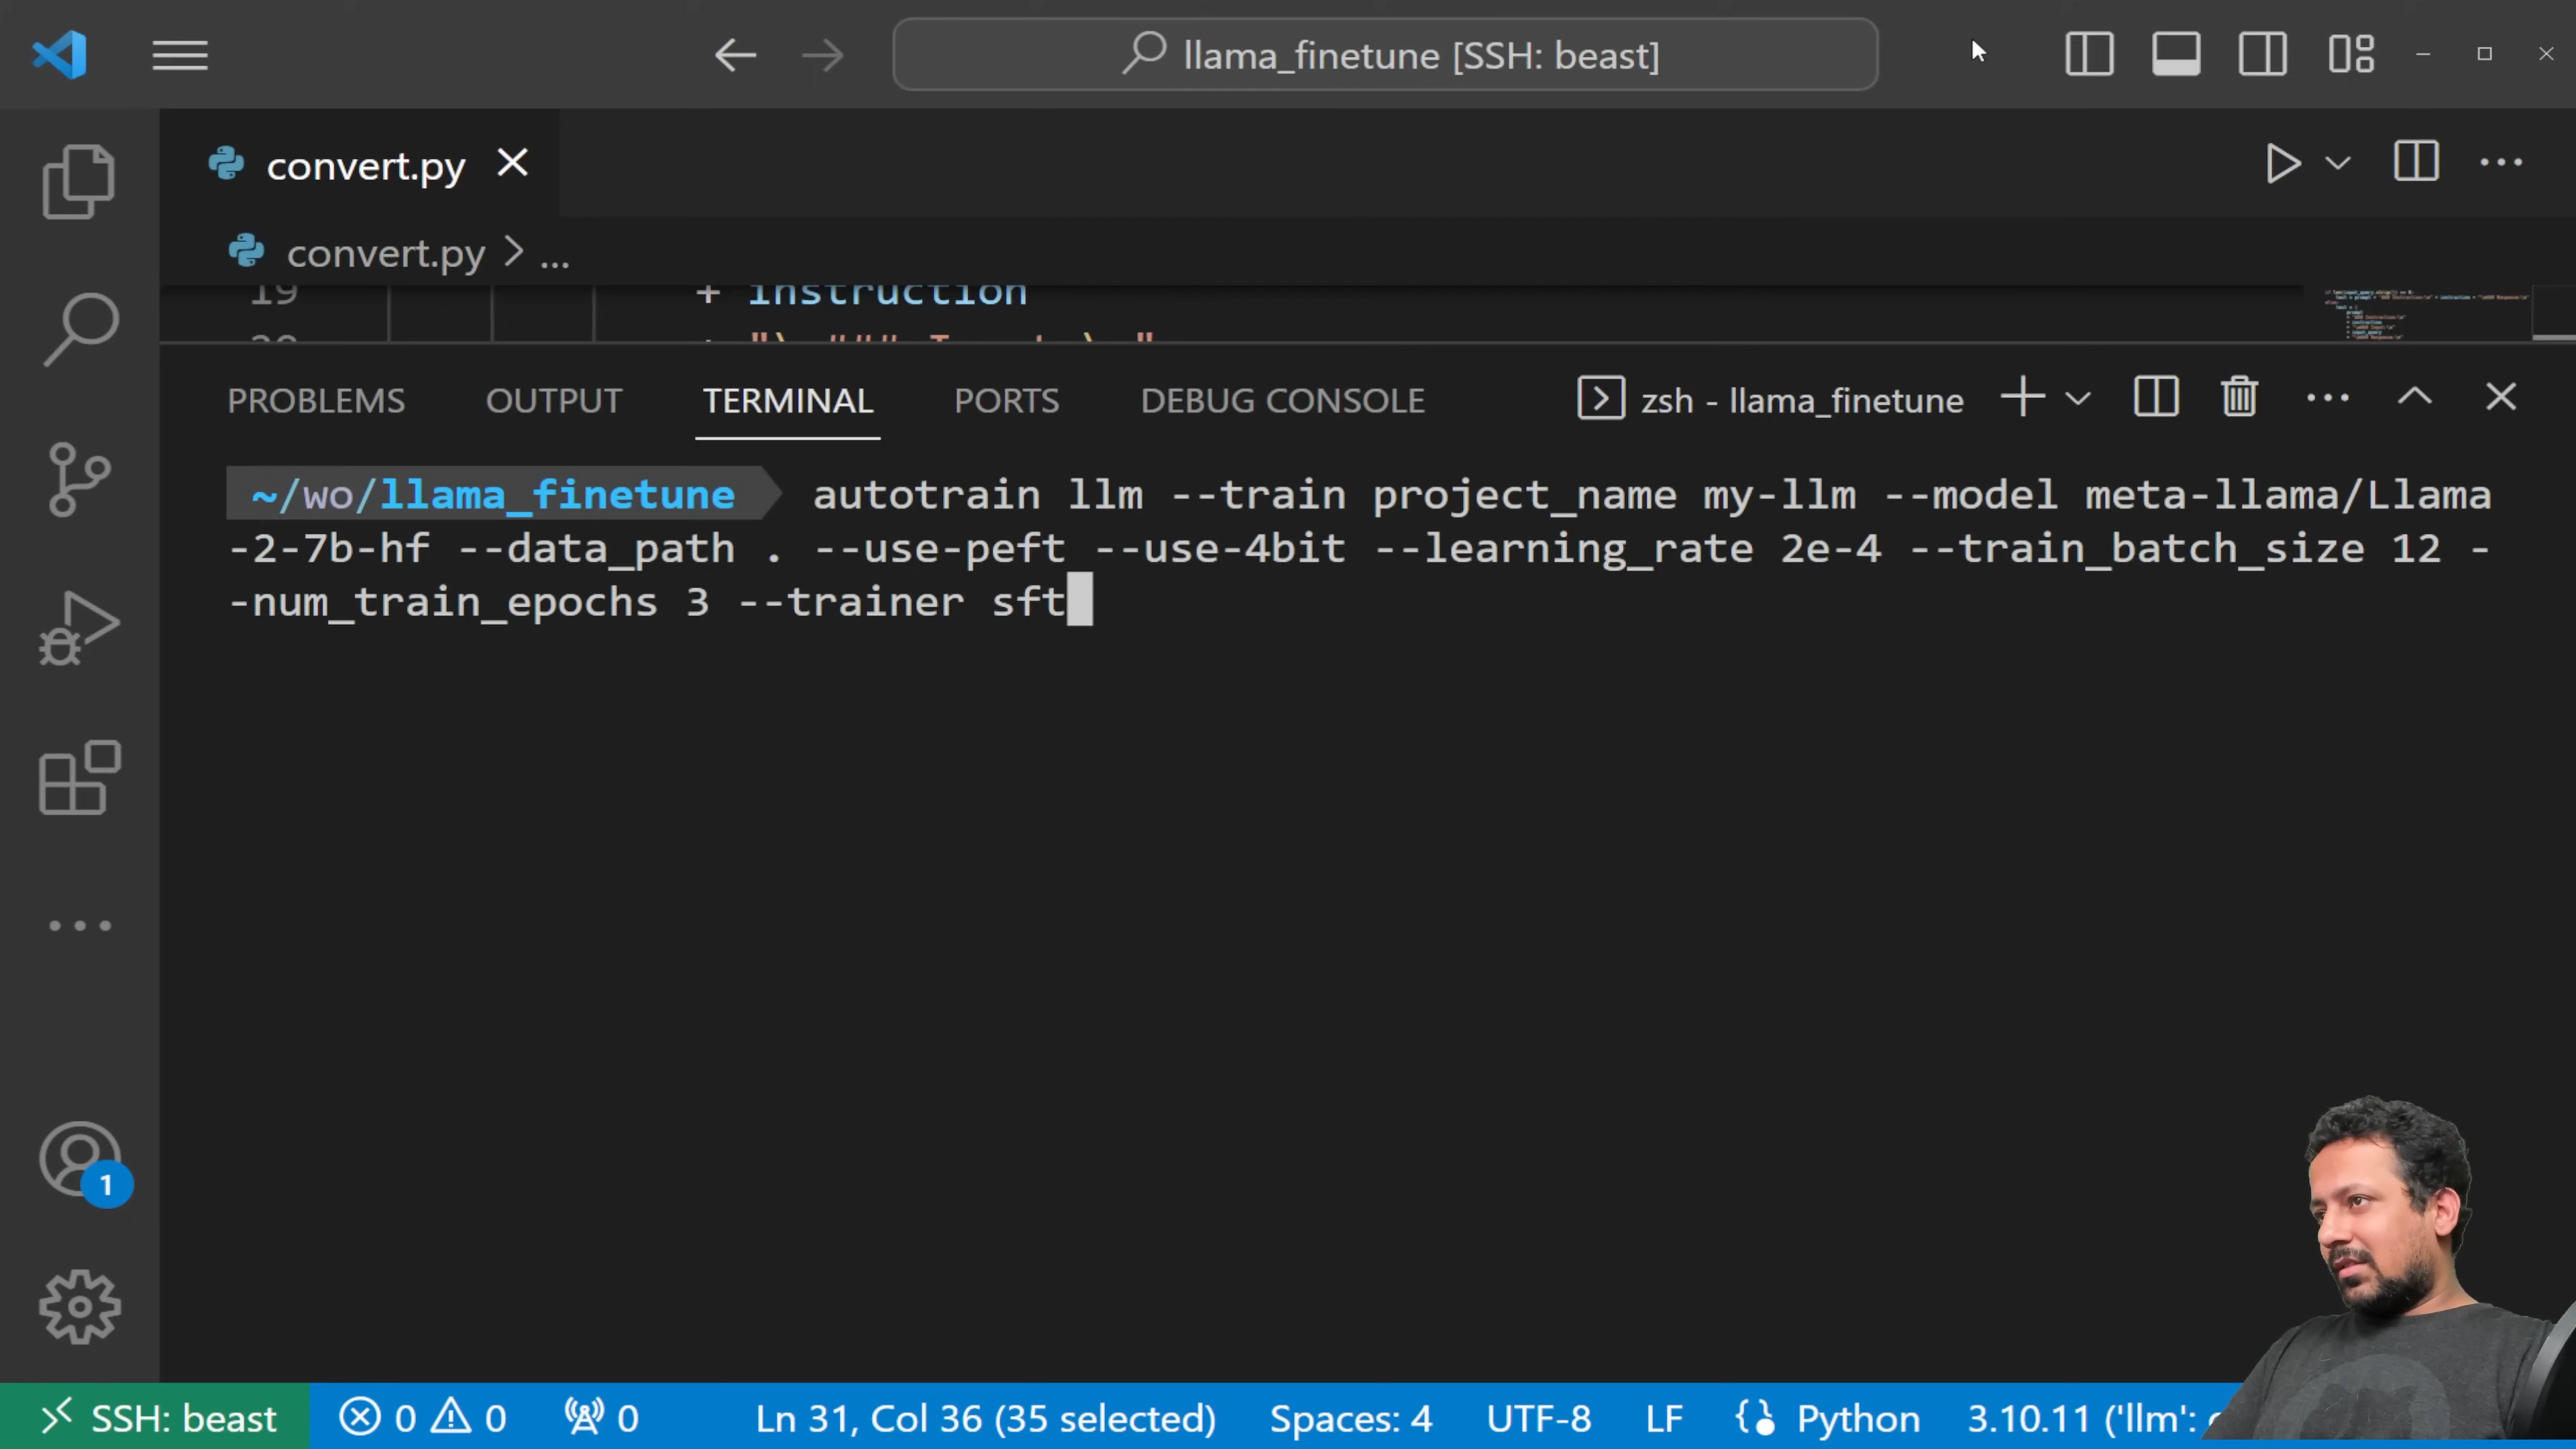 llama_finetune [SSH: beast]
convert.py
convert.py > ...
19 + instruction
PROBLEMS OUTPUT TERMINAL PORTS DEBUG CONSOLE zsh - llama_finetune
~/wo/llama_finetune autotrain llm --train project_name my-llm --model meta-llama/Llama
-2-7b-hf --data_path . --use-peft --use-4bit --learning_rate 2e-4 --train_batch_size 12 -
-num_train_epochs 3 --trainer sft
1
SSH: beast 0 0 0 Ln 31, Col 36 (35 selected) Spaces: 4 UTF-8 LF Python 3.10.11 ('llm':